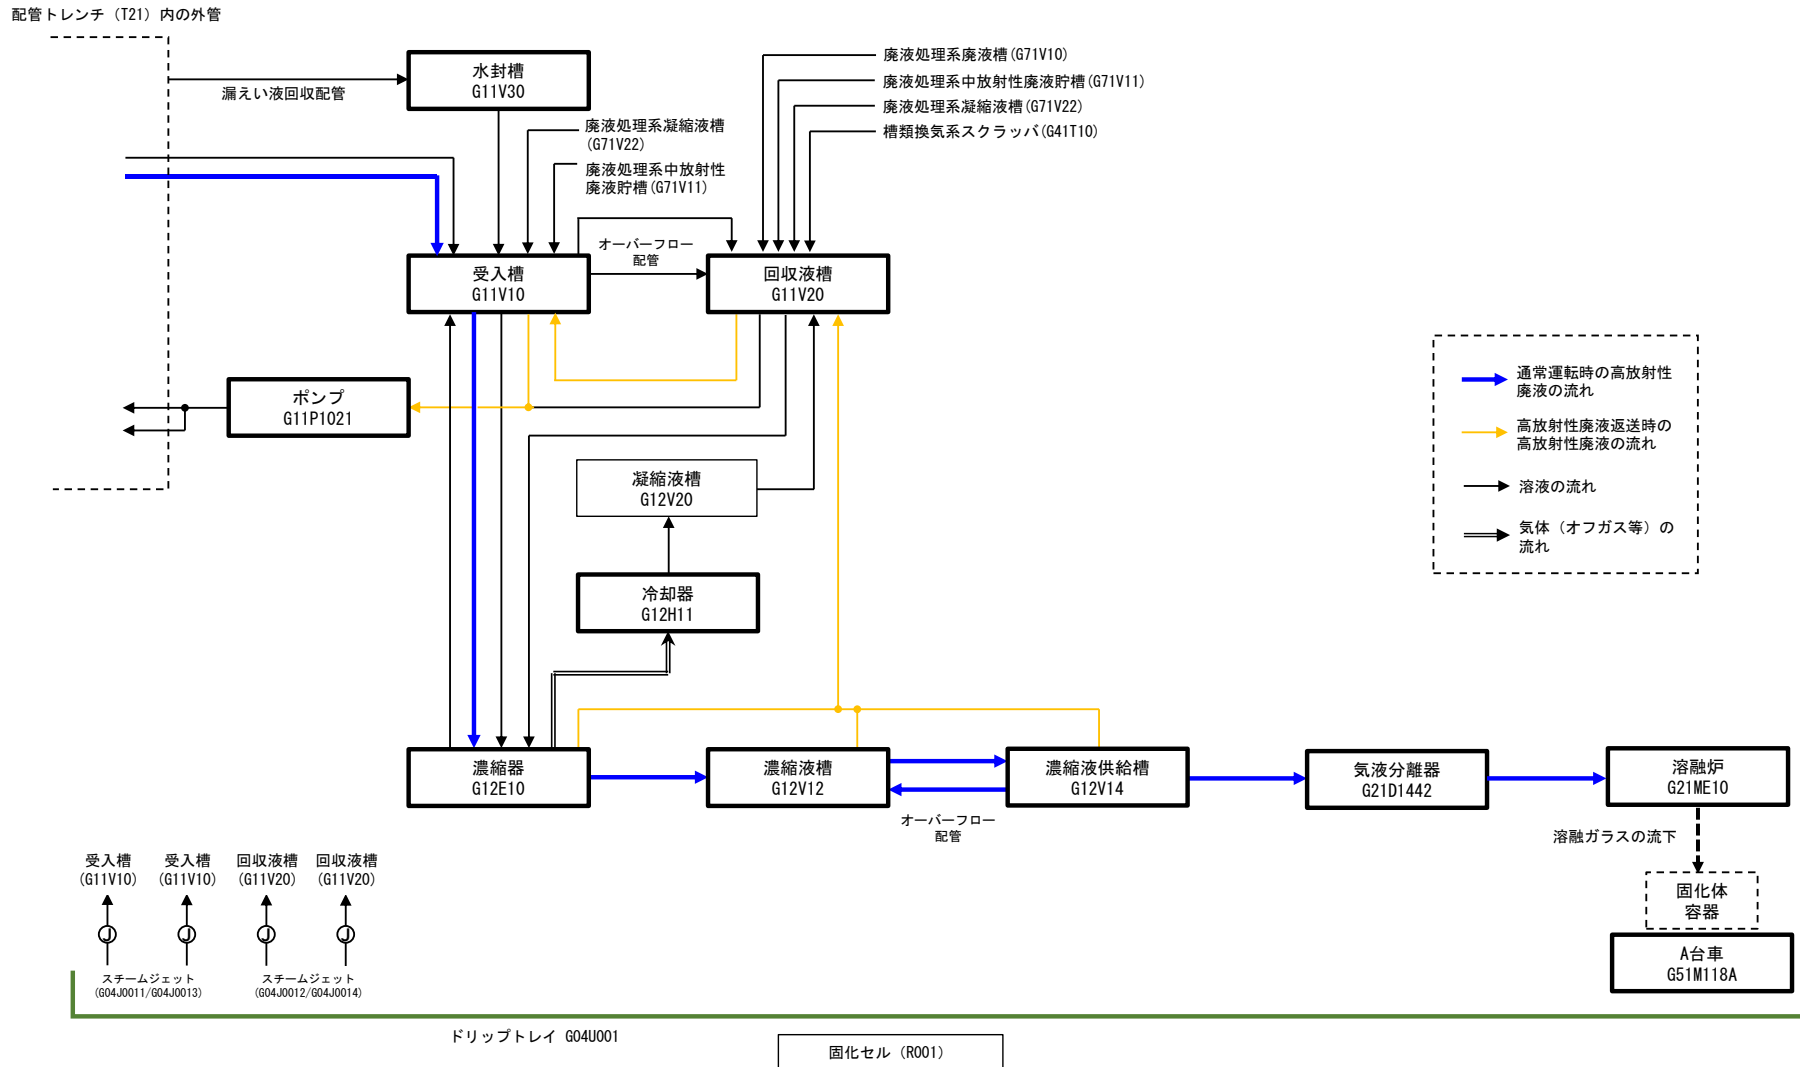 配管トレンチ（T21）内の外管
水封槽
G11V30
漏えい液回収配管
廃液処理系凝縮液槽
(G71V22)
廃液処理系中放射性
廃液貯槽(G71V11)
廃液処理系廃液槽(G71V10)
廃液処理系中放射性廃液貯槽(G71V11)
廃液処理系凝縮液槽(G71V22)
槽類換気系スクラッバ(G41T10)
受入槽
G11V10
オーバーフロー
配管
回収液槽
G11V20
ポンプ
G11P1021
凝縮液槽
G12V20
冷却器
G12H11
通常運転時の高放射性
廃液の流れ
高放射性廃液返送時の
高放射性廃液の流れ
溶液の流れ
気体（オフガス等）の
流れ
濃縮器
G12E10
濃縮液槽
G12V12
濃縮液供給槽
G12V14
気液分離器
G21D1442
溶融炉
G21ME10
オーバーフロー
配管
溶融ガラスの流下
固化体
容器
A台車
G51M118A
受入槽
(G11V10)
受入槽
(G11V10)
回収液槽
(G11V20)
回収液槽
(G11V20)
J
J
J
J
スチームジェット
(G04J0011/G04J0013)
スチームジェット
(G04J0012/G04J0014)
ドリップトレイ G04U001
固化セル（R001）